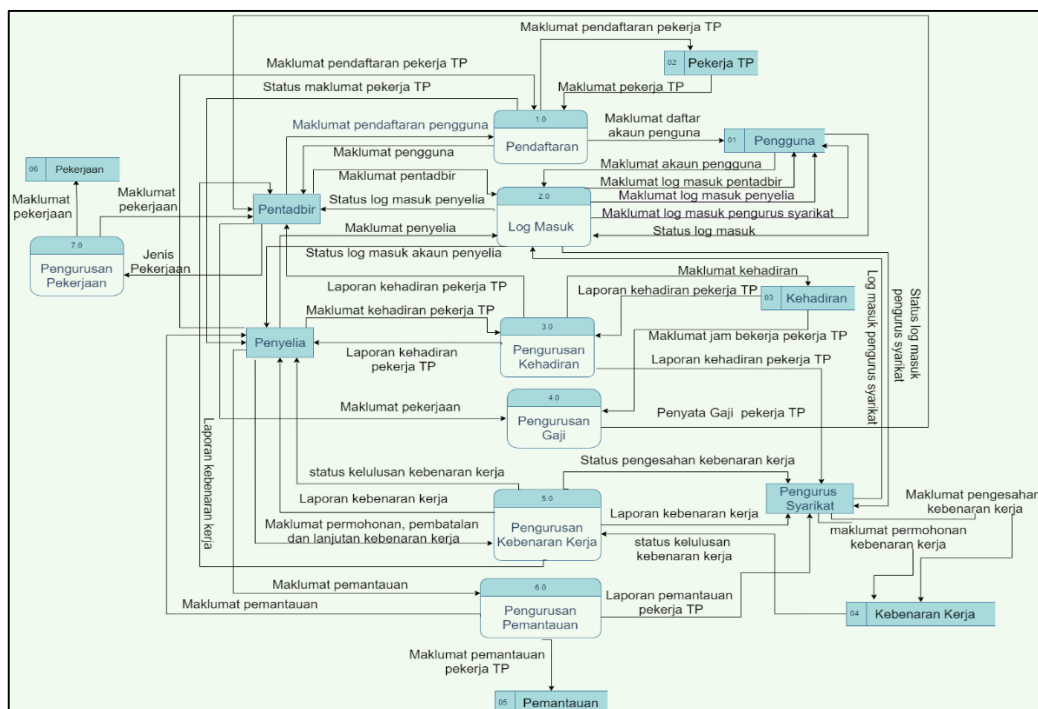 Maklumat pendaftaran pekerja TP
02 Pekerja TP
Maklumat pendaftaran pekerja TP
Status maklumat pekerja TP
Maklumat pekerja TP
1.0
Pendaftaran
Maklumat pendaftaran pengguna
Maklumat daftar
akaun penguna
01 Pengguna
Maklumat pengguna
Maklumat akaun pengguna
06 Pekerjaan
Maklumat
pekerjaan
Maklumat
pekerjaan
Pentadbir
Maklumat pentadbir
Status log masuk penyelia
2.0
Log Masuk
Maklumat log masuk pentadbir
Maklumat log masuk penyelia
Maklumat log masuk pengurus syarikat
Status log masuk
7.0
Pengurusan
Pekerjaan
Jenis
Pekerjaan
Maklumat penyelia
Status log masuk akaun penyelia
Laporan kehadiran pekerja TP
Maklumat kehadiran
Laporan kehadiran pekerja TP
03 Kehadiran
Log masuk pengurus syarikat
Status log masuk
pengurus syarikat
Maklumat kehadiran pekerja TP
Penyelia
3.0
Pengurusan
Kehadiran
Maklumat jam bekerja pekerja TP
Laporan kehadiran
pekerja TP
Laporan kehadiran pekerja TP
4.0
Pengurusan
Gaji
Maklumat pekerjaan
Penyata Gaji pekerja TP
Laporan kebenaran
kerja
status kelulusan kebenaran kerja
Status pengesahan kebenaran kerja
5.0
Pengurusan
Kebenaran Kerja
Laporan kebenaran kerja
Pengurus
Syarikat
Maklumat pengesahan
kebenaran kerja
Laporan kebenaran kerja
Maklumat permohonan, pembatalan
dan lanjutan kebenaran kerja
status kelulusan
kebenaran kerja
maklumat permohonan
kebenaran kerja
Maklumat pemantauan
6.0
Pengurusan
Pemantauan
Maklumat pemantauan
Laporan pemantauan
pekerja TP
04 Kebenaran Kerja
Maklumat pemantauan
pekerja TP
05 Pemantauan